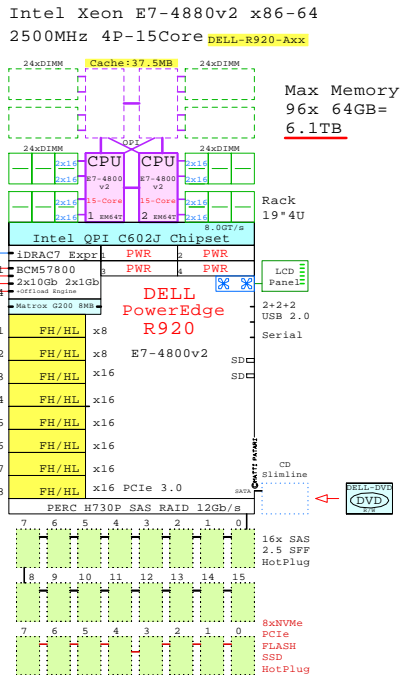 Intel Xeon E7-4880v2 x86-64
2500MHz 4P-15Core DELL-R920-Axx
24xDIMM Cache:37.5MB 24xDIMM
Max Memory
96x 64GB=
6.1TB
QPI
CPU CPU
2x16 E7-4800 E7-4800 2x16
2x16 v2 v2 2x16
2x16 15-Core 15-Core 2x16
2x16 1 EM64T 2 EM64T 2x16
Rack
19"4U
8.0GT/s
Intel QPI C602J Chipset
iDRAC7 Expr 1 PWR 2 PWR
BCM57800 3 PWR 4 PWR
2x10Gb 2x1Gb
+Offload Engine
Matrox G200 8MB
LCD
Panel
DELL
PowerEdge
R920
E7-4800v2
2+2+2
USB 2.0
Serial
1 FH/HL x8
2 FH/HL x8
SD
3 FH/HL x16
SD
4 FH/HL x16
5 FH/HL x16
6 FH/HL x16
7 FH/HL x16
8 FH/HL x16 PCIe 3.0
©MATTI PATARI
SATA
CD
Slimline
DELL-DVD
DVD
R/W
PERC H730P SAS RAID 12Gb/s
7 6 5 4 3 2 1 0
16x SAS
2.5 SFF
HotPlug
8 9 10 11 12 13 14 15
7 6 5 4 3 2 1 0
8xNVMe
PCIe
FLASH
SSD
HotPlug